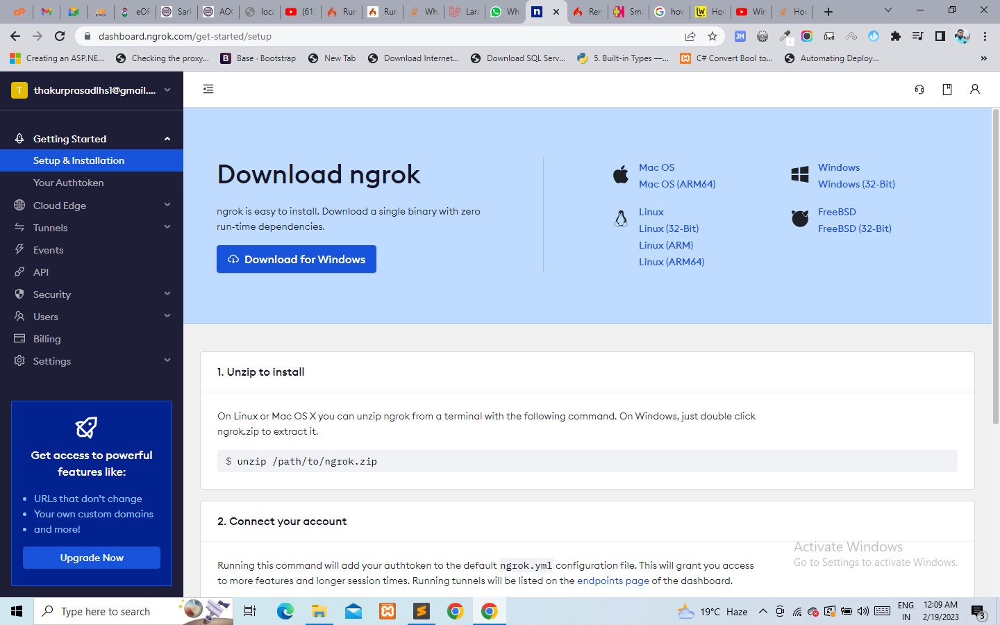 eOF
Sark
AOC
loca
(615
Run
Run
Wh
Lara
Wh
Ren
Sma
how
How
Wir
How
dashboard.ngrok.com/get-started/setup
Creating an ASP.NE...
Checking the proxy...
Base · Bootstrap
New Tab
Download Internet...
Download SQL Serv...
5. Built-in Types —...
C# Convert Bool to...
Automating Deploy...
»
T
thakurprasadlhs1@gmail....
Getting Started
Setup & Installation
Your Authtoken
Cloud Edge
Tunnels
Events
API
Security
Users
Billing
Settings
Get access to powerful
features like:
• URLs that don't change
• Your own custom domains
• and more!
Upgrade Now
Download ngrok
ngrok is easy to install. Download a single binary with zero
run-time dependencies.
Download for Windows
Mac OS
Mac OS (ARM64)
Linux
Linux (32-Bit)
Linux (ARM)
Linux (ARM64)
Windows
Windows (32-Bit)
FreeBSD
FreeBSD (32-Bit)
1. Unzip to install
On Linux or Mac OS X you can unzip ngrok from a terminal with the following command. On Windows, just double click
ngrok.zip to extract it.
$ unzip /path/to/ngrok.zip
2. Connect your account
Running this command will add your authtoken to the default ngrok.yml configuration file. This will grant you access
to more features and longer session times. Running tunnels will be listed on the endpoints page of the dashboard.
Activate Windows
Go to Settings to activate Windows.
Type here to search
19°C Haze
ENG
IN
12:09 AM
2/19/2023
3